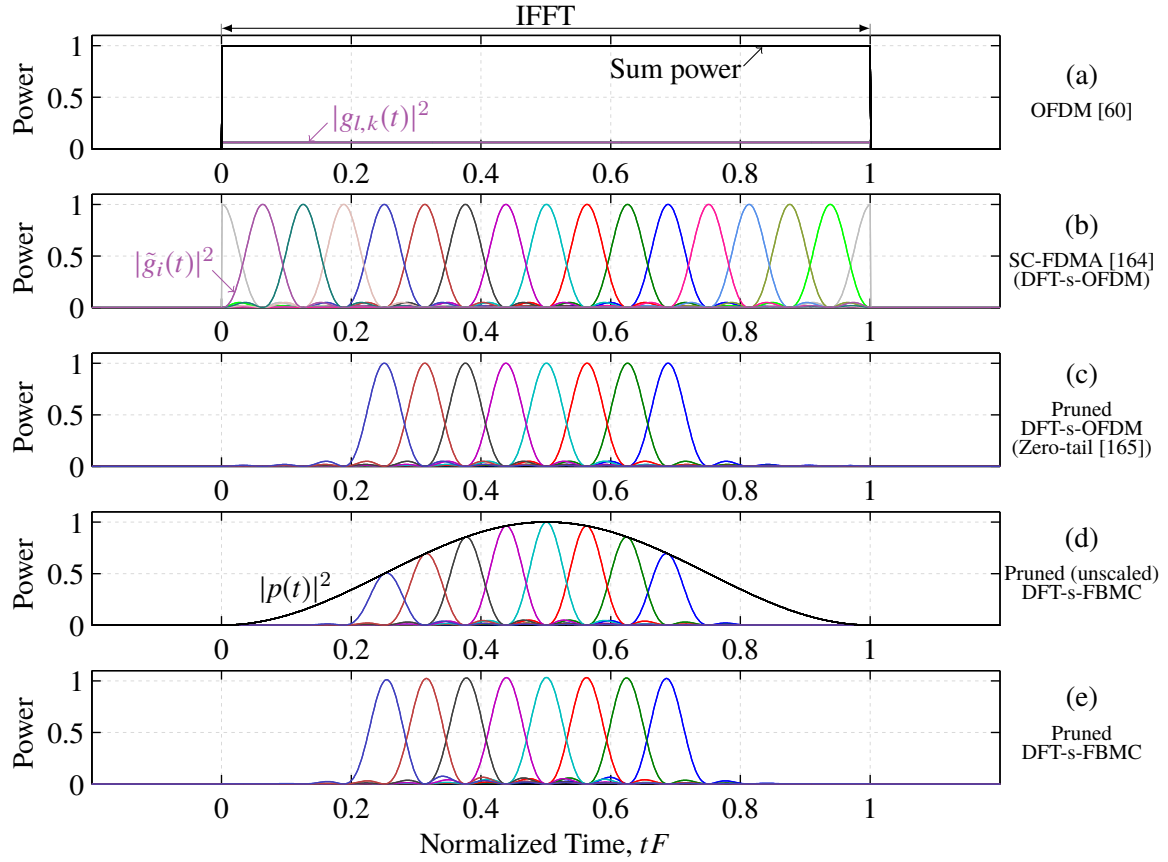 IFFT
Power
1
0.5
0
Sum power
|g_{l,k}(t)|^2
0 0.2 0.4 0.6 0.8 1
(a)
OFDM [60]
Power
1
0.5
0
|g̃_i(t)|^2
0 0.2 0.4 0.6 0.8 1
(b)
SC-FDMA [164]
(DFT-s-OFDM)
Power
1
0.5
0
0 0.2 0.4 0.6 0.8 1
(c)
Pruned
DFT-s-OFDM
(Zero-tail [165])
Power
1
0.5
0
|p(t)|^2
0 0.2 0.4 0.6 0.8 1
(d)
Pruned (unscaled)
DFT-s-FBMC
Power
1
0.5
0
0 0.2 0.4 0.6 0.8 1
(e)
Pruned
DFT-s-FBMC
Normalized Time, tF